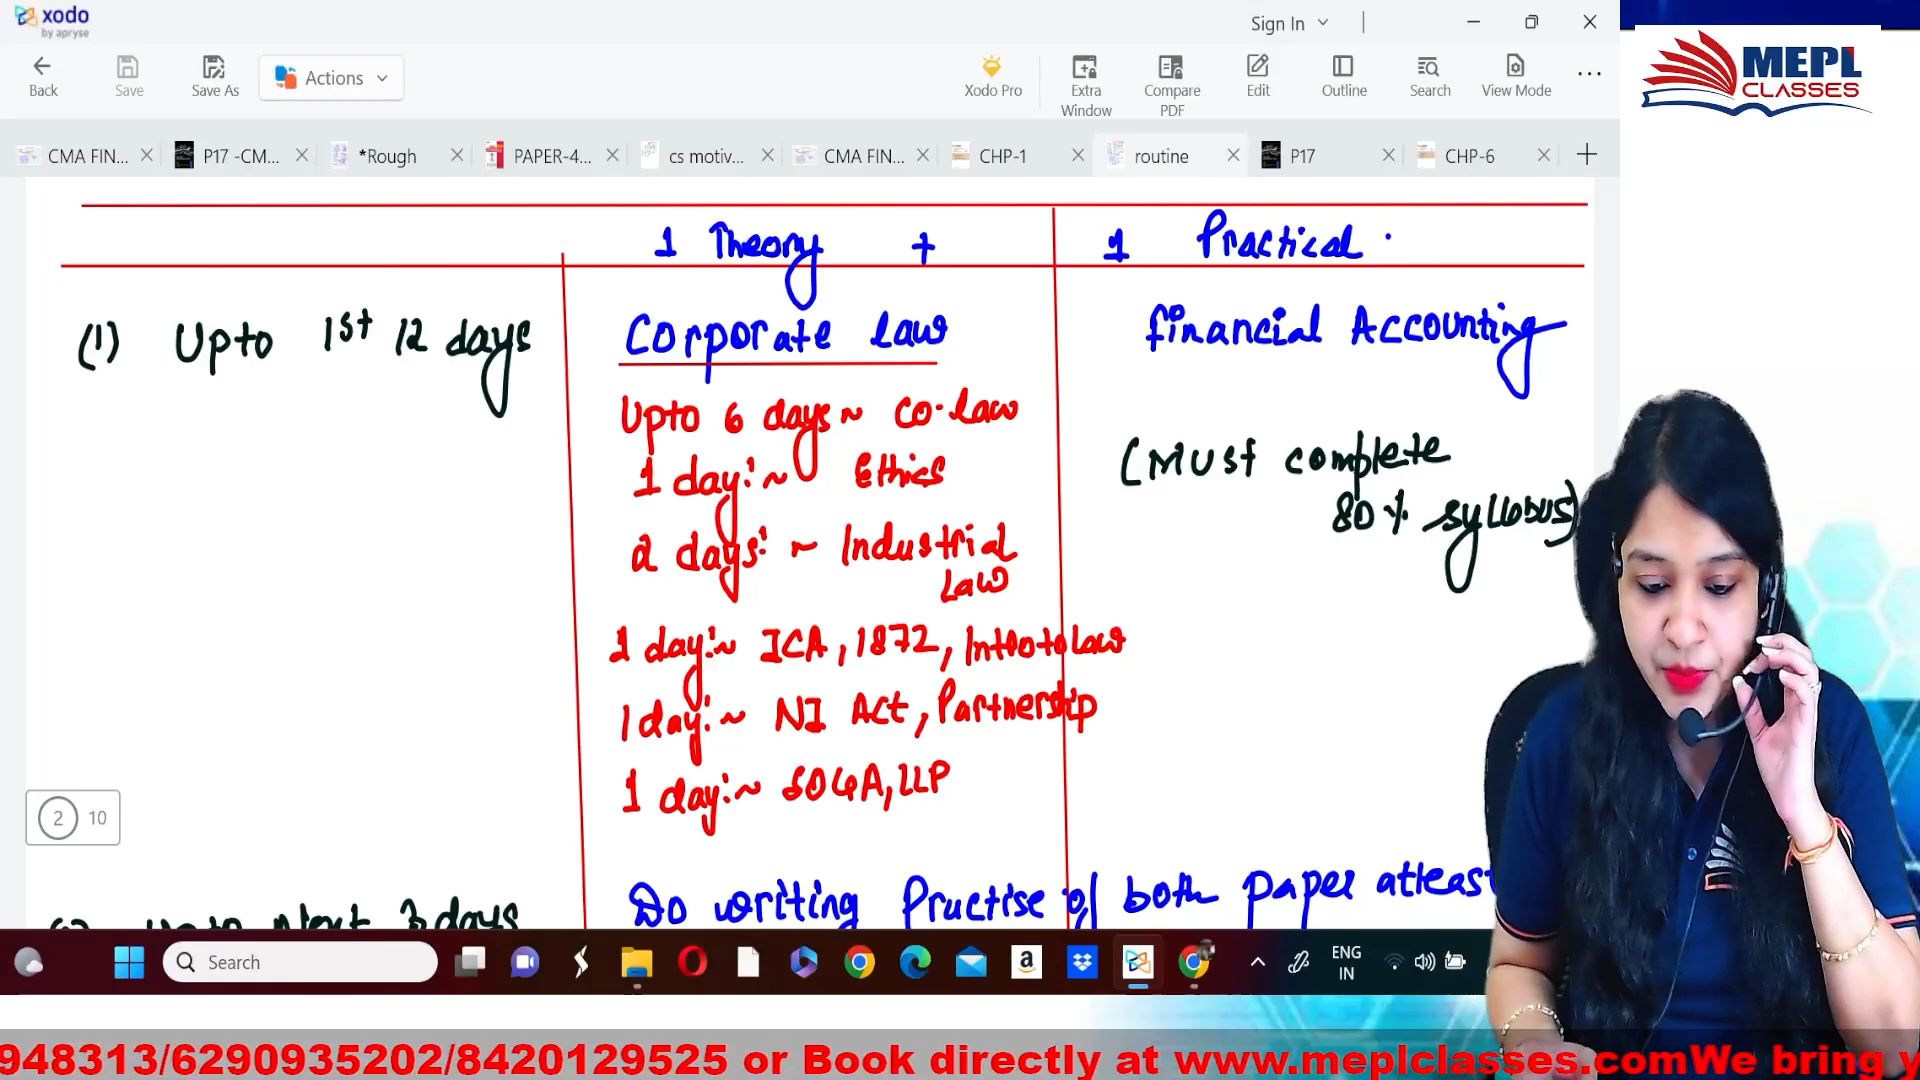 xodo
by apryse
Sign In
Back
Save
Save As
Actions
Xodo Pro
Extra Window
Compare PDF
Edit
Outline
Search
View Mode
MEPL
CLASSES
CMA FIN...
P17 -CM...
*Rough
PAPER-4...
cs motiv...
CMA FIN...
CHP-1
routine
P17
CHP-6
1 Theory + 1 Practical
(1) Upto 1st 12 days
Corporate law
financial Accounting
Upto 6 days ~ co-law
(Must complete
80% syllabus)
1 day:~ Ethics
2 days: ~ Industrial
Law
1 day:~ ICA, 1872, Intro to Law
1 day:~ NI Act, Partnership
1 day:~ SOGA, LLP
2 10
Do writing Practise of both paper atleast
Upto Next 3 days
Search
ENG
IN
948313/6290935202/8420129525 or Book directly at www.meplclasses.comWe bring y